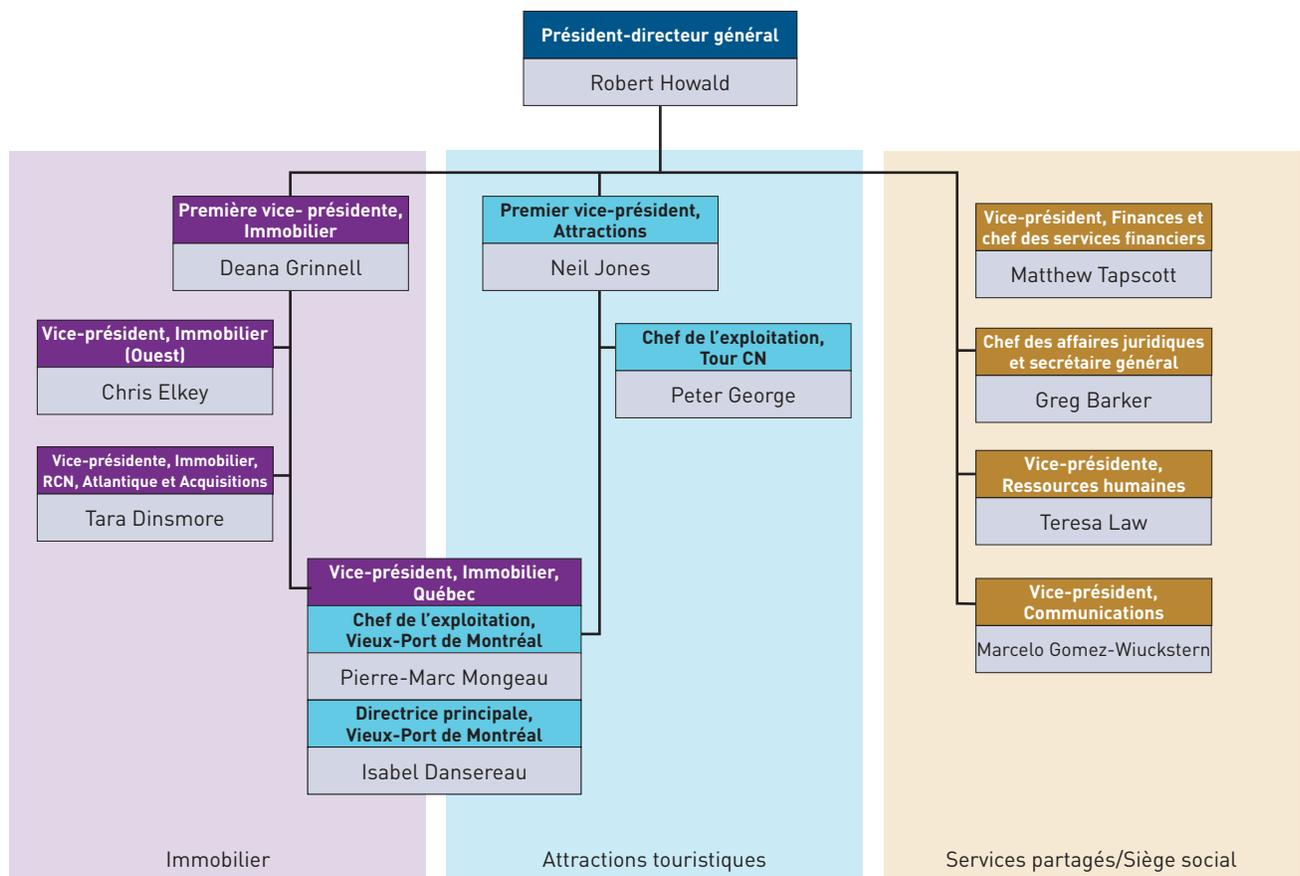 Président-directeur général
Robert Howald
Première vice- présidente,
Immobilier
Deana Grinnell
Vice-président, Immobilier
(Ouest)
Chris Elkey
Vice-présidente, Immobilier,
RCN, Atlantique et Acquisitions
Tara Dinsmore
Premier vice-président,
Attractions
Neil Jones
Chef de l’exploitation,
Tour CN
Peter George
Vice-président, Immobilier,
Québec
Chef de l’exploitation,
Vieux-Port de Montréal
Pierre-Marc Mongeau
Directrice principale,
Vieux-Port de Montréal
Isabel Dansereau
Vice-président, Finances et
chef des services financiers
Matthew Tapscott
Chef des affaires juridiques
et secrétaire général
Greg Barker
Vice-présidente,
Ressources humaines
Teresa Law
Vice-président,
Communications
Marcelo Gomez-Wiuckstern
Immobilier
Attractions touristiques
Services partagés/Siège social